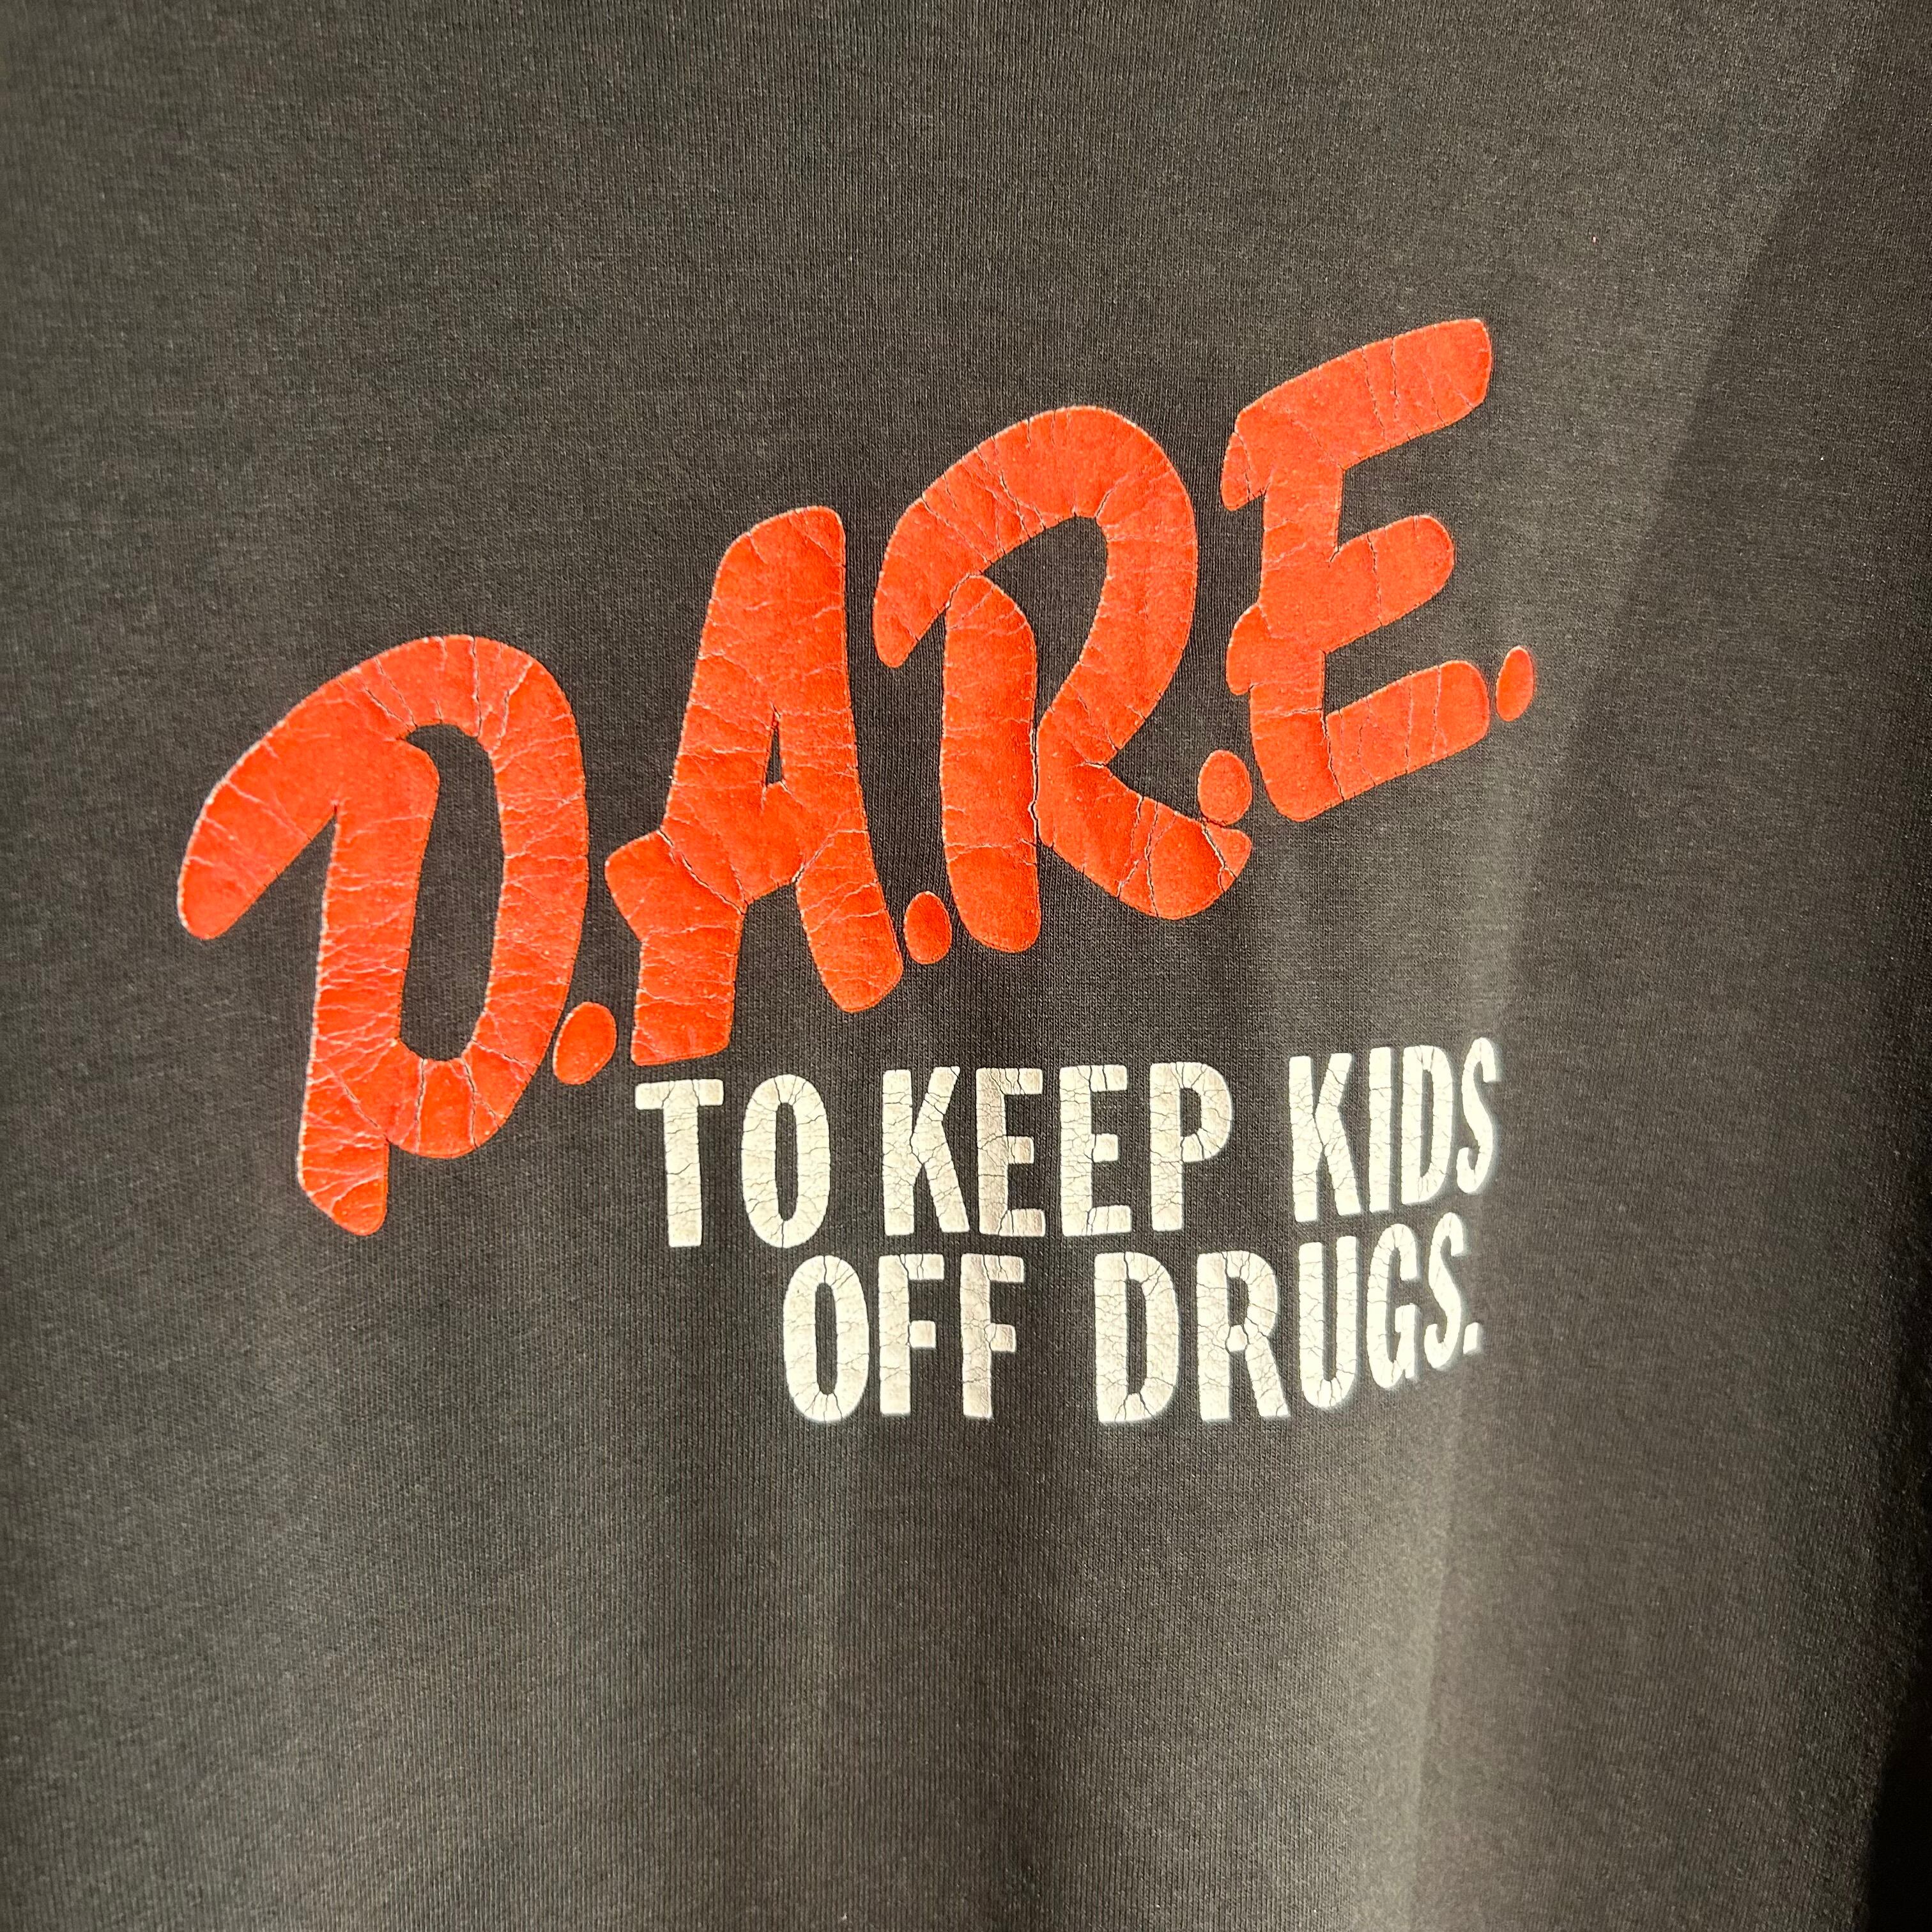 D.A.R.E.
TO KEEP KIDS
OFF DRUGS.